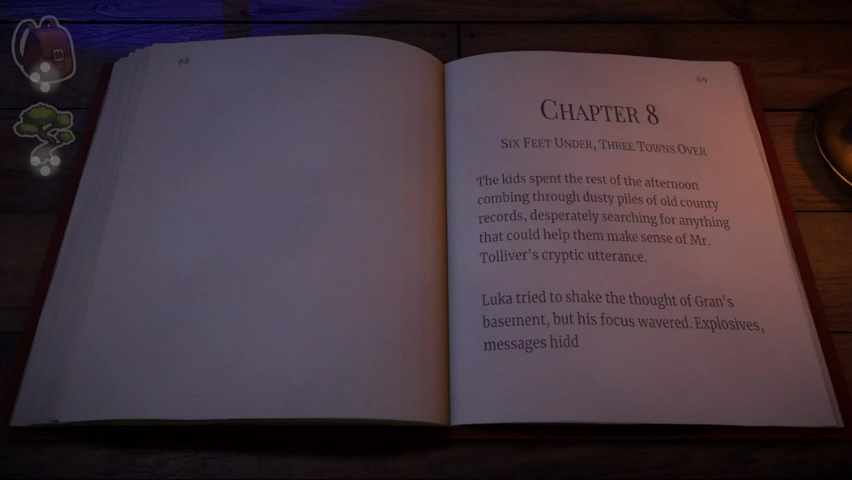 68
69
Chapter 8
Six Feet Under, Three Towns Over
The kids spent the rest of the afternoon
combing through dusty piles of old county
records, desperately searching for anything
that could help them make sense of Mr.
Tolliver's cryptic utterance.
Luka tried to shake the thought of Gran's
basement, but his focus wavered. Explosives,
messages hidd